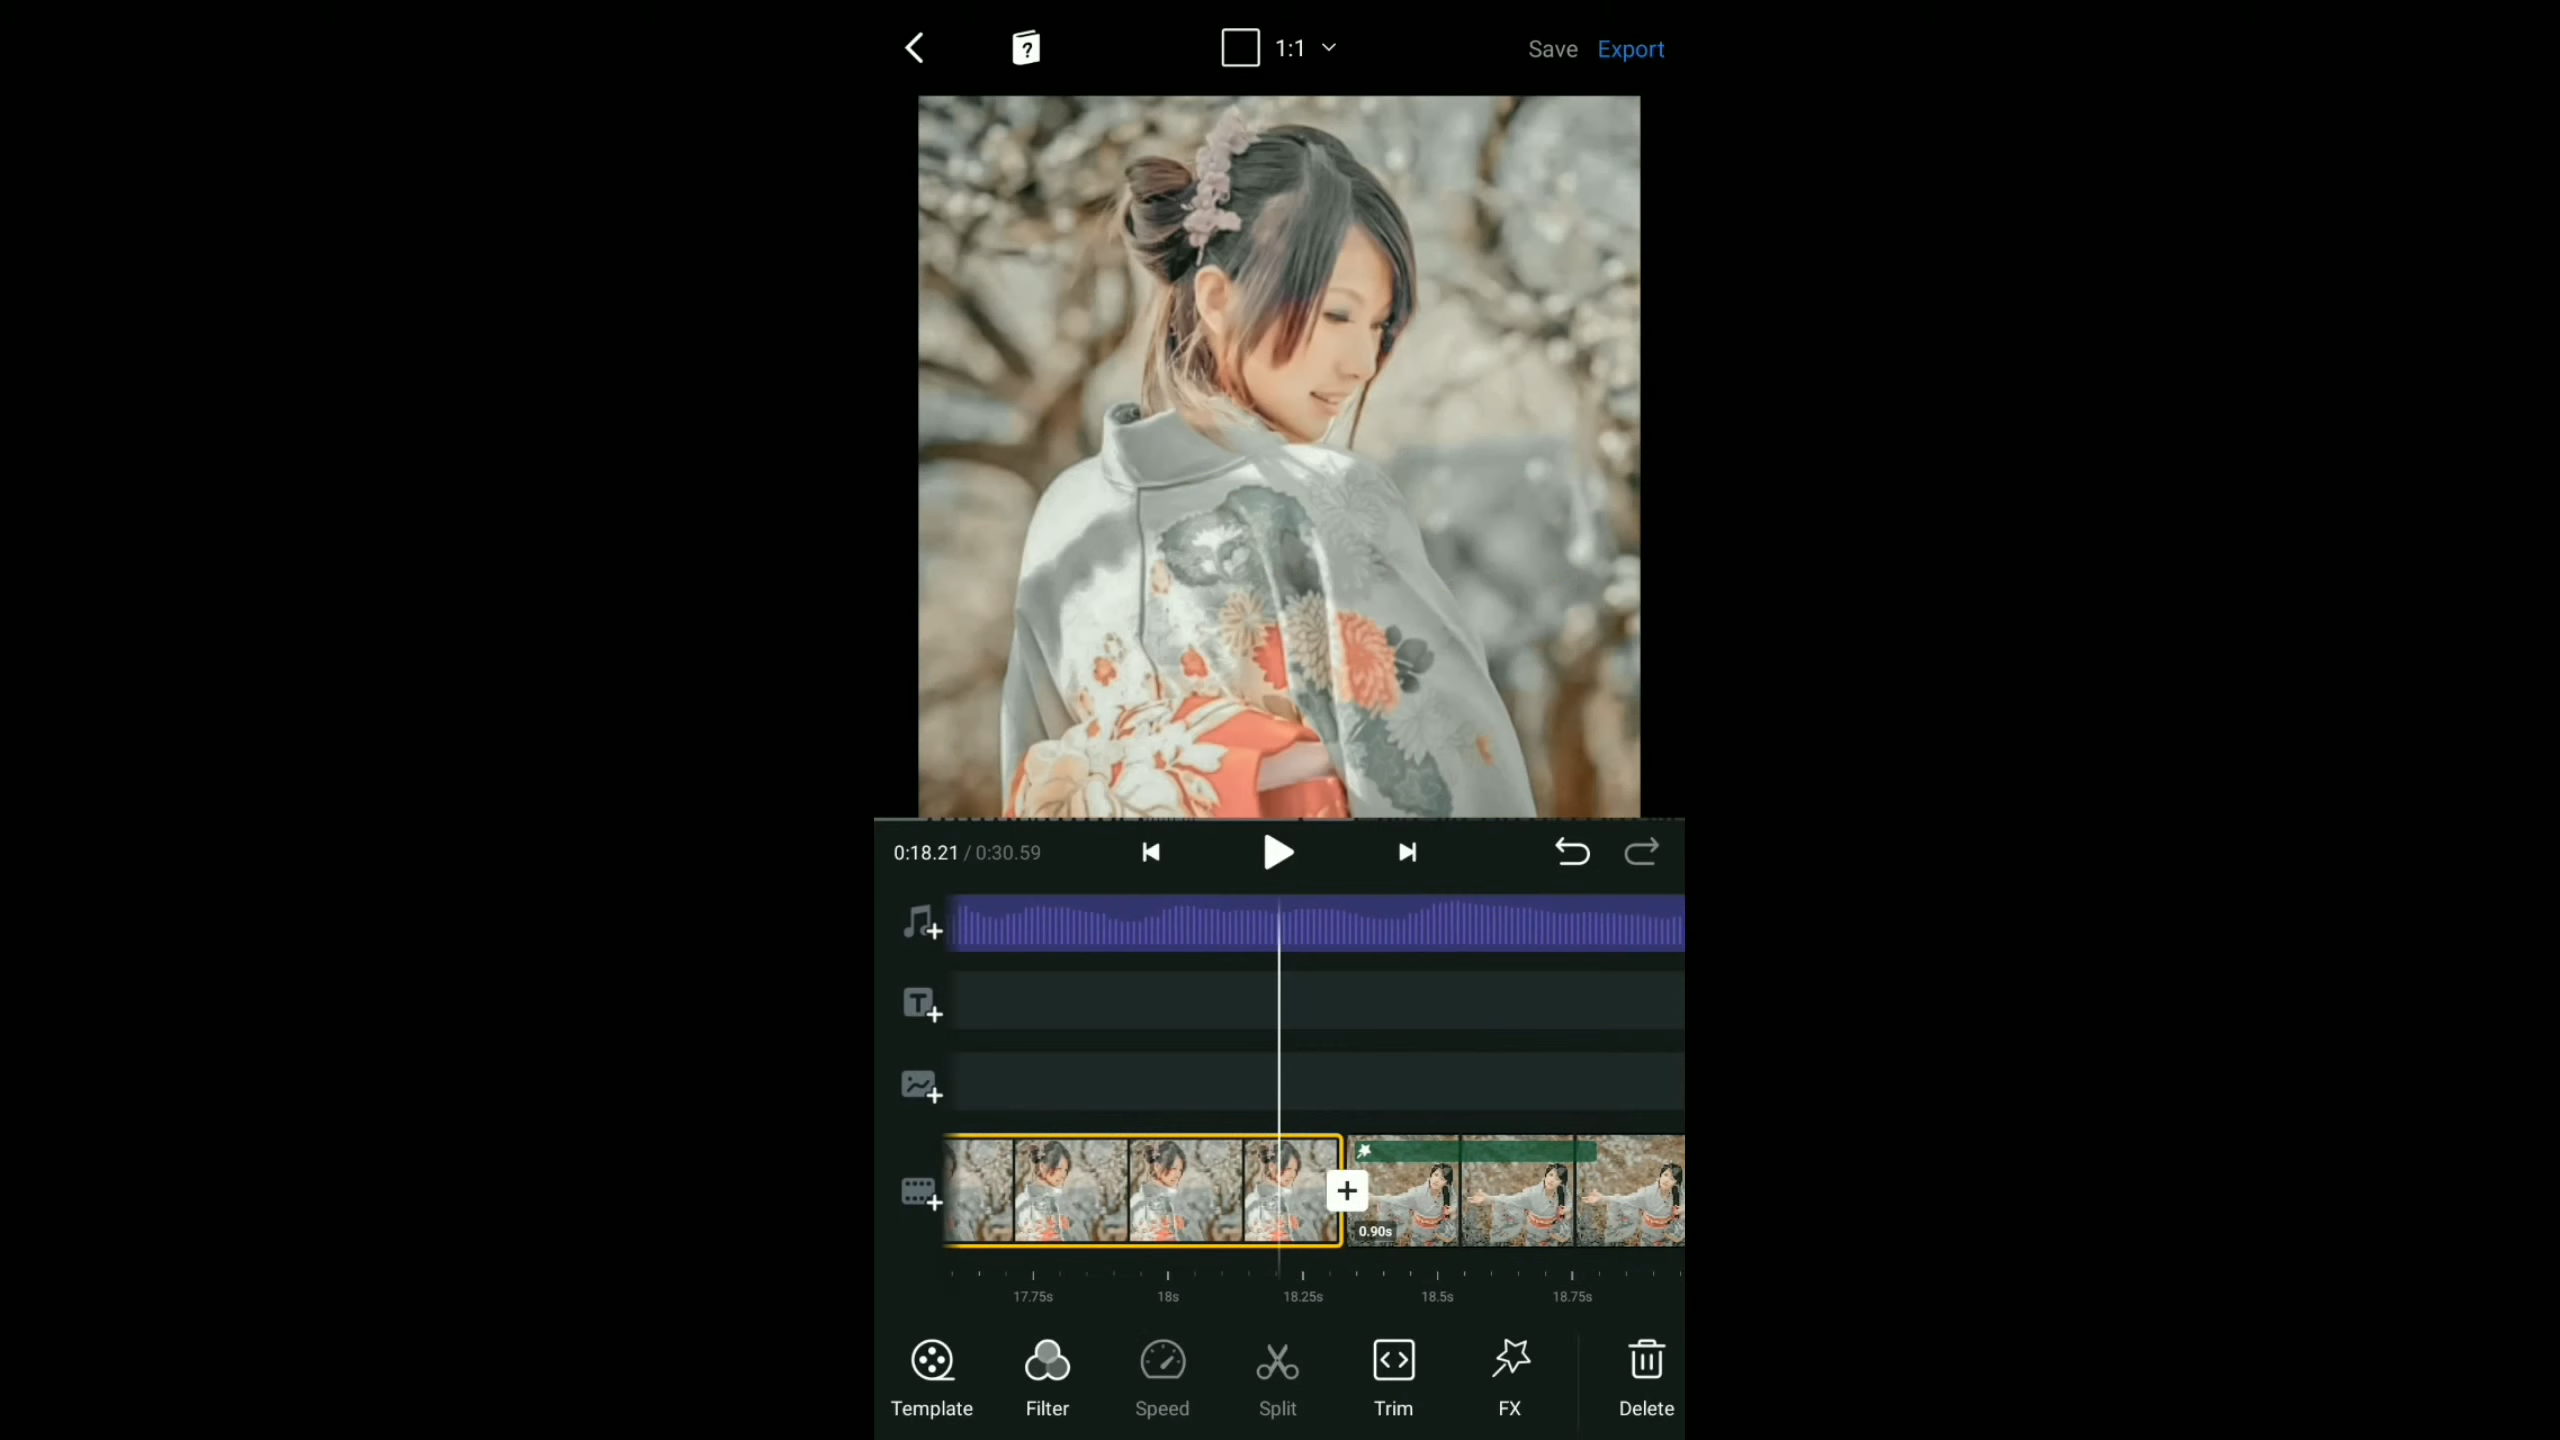 ? 1:1 Save Export
0:18.21 / 0:30.59
T
0.90s
17.75s 18s 18.25s 18.5s 18.75s
Template Filter Speed Split Trim FX Delete